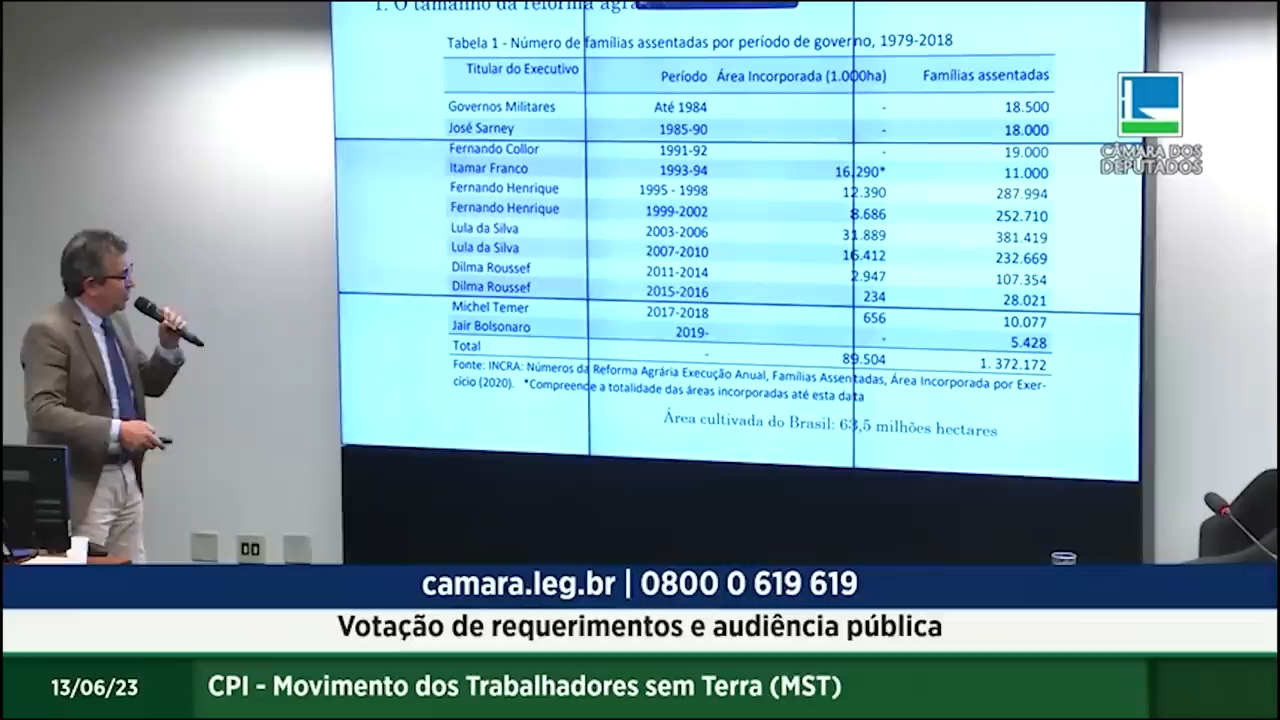 1. O tamanho da reforma agrá
Tabela 1 - Número de famílias assentadas por período de governo, 1979-2018
Titular do Executivo Período Área Incorporada (1.000ha) Famílias assentadas
Governos Militares Até 1984 - 18.500
José Sarney 1985-90 - 18.000
Fernando Collor 1991-92 - 19.000
Itamar Franco 1993-94 16.290* 11.000
Fernando Henrique 1995 - 1998 12.390 287.994
Fernando Henrique 1999-2002 8.686 252.710
Lula da Silva 2003-2006 31.889 381.419
Lula da Silva 2007-2010 16.412 232.669
Dilma Roussef 2011-2014 2.947 107.354
Dilma Roussef 2015-2016 234 28.021
Michel Temer 2017-2018 656 10.077
Jair Bolsonaro 2019- - 5.428
Total - 89.504 1. 372.172
Fonte: INCRA: Números da Reforma Agrária Execução Anual, Famílias Assentadas, Área Incorporada por Exer-
cício (2020). *Compreende a totalidade das áreas incorporadas até esta data
Área cultivada do Brasil: 63,5 milhões hectares
CÂMARA DOS
DEPUTADOS
camara.leg.br | 0800 0 619 619
Votação de requerimentos e audiência pública
13/06/23 CPI - Movimento dos Trabalhadores sem Terra (MST)